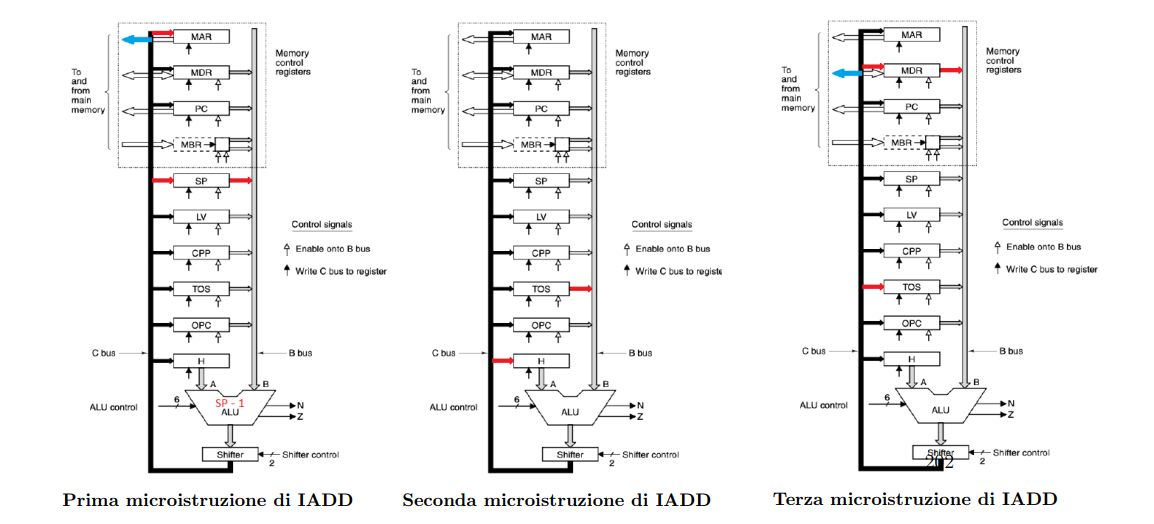 MAR
MDR
PC
MBR
SP
LV
CPP
TOS
OPC
H
To
and
from
main
memory
Memory
control
registers
Control signals
Enable onto B bus
Write C bus to register
C bus
B bus
A
B
6
ALU control
SP - 1
ALU
N
Z
Shifter
Shifter control
2
Prima microistruzione di IADD
MAR
MDR
PC
MBR
SP
LV
CPP
TOS
OPC
H
To
and
from
main
memory
Memory
control
registers
Control signals
Enable onto B bus
Write C bus to registe
C bus
B bus
A
B
6
ALU control
ALU
N
Z
Shifter
Shifter control
2
Seconda microistruzione di IADD
MAR
MDR
PC
MBR
SP
LV
CPP
TOS
OPC
H
To
and
from
main
memory
Memory
control
registers
Control signals
Enable onto B bus
Write C bus to register
C bus
B bus
A
B
6
ALU control
ALU
N
Z
Shifter
Shifter control
2
202
Terza microistruzione di IADD